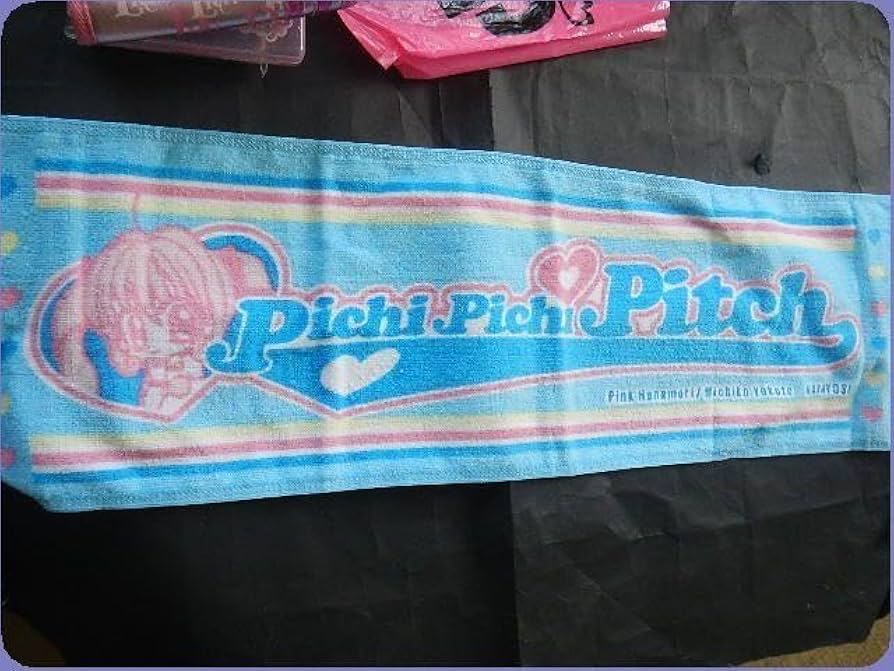 Pichi Pichi Pitch
Pink Hanamori / Michiko Yokote